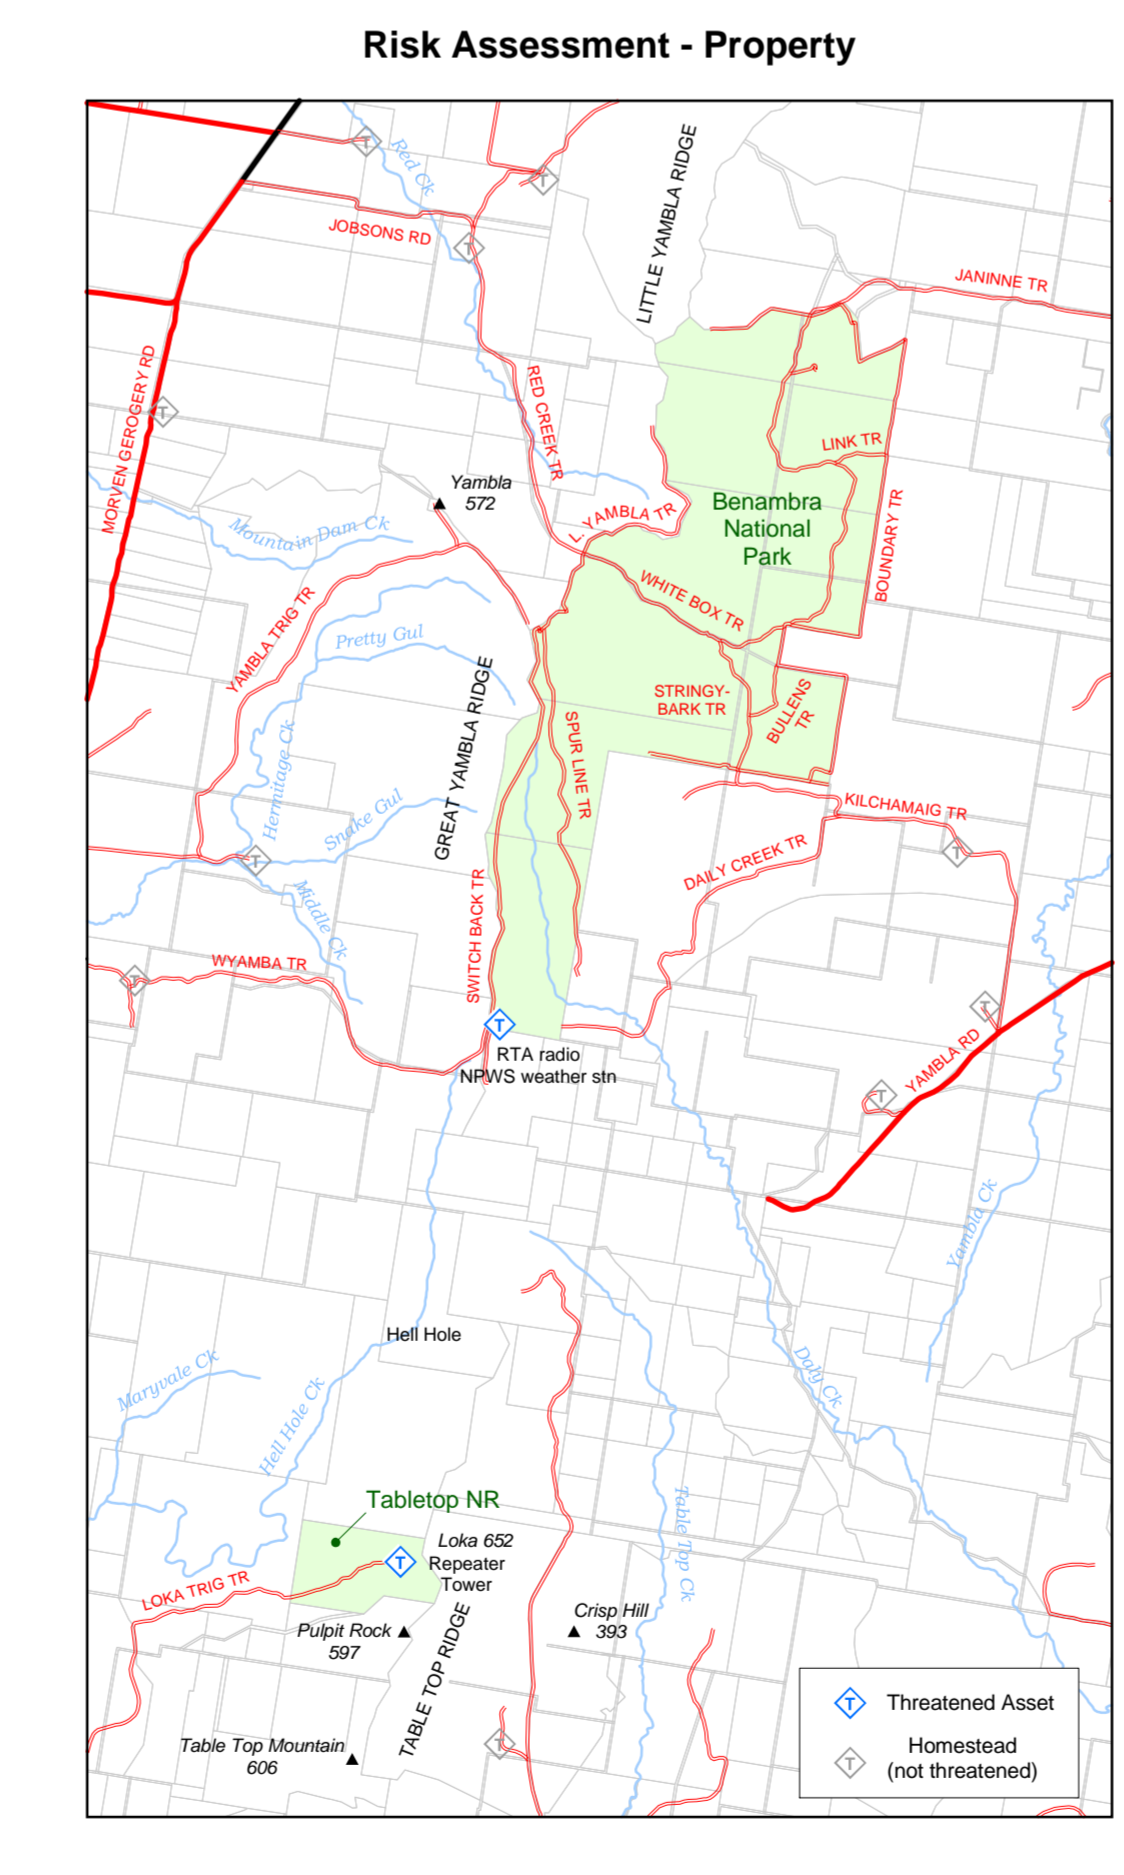 Risk Assessment - Property
Red Ck
LITTLE YAMBLA RIDGE
JOBSONS RD
JANINNE TR
MORVEN GEROGERY RD
RED CREEK TR
LINK TR
Yambla
572
L. YAMBLA TR
Benambra
National
Park
BOUNDARY TR
Mountain Dam Ck
WHITE BOX TR
YAMBLA TRIG TR
Pretty Gul
GREAT YAMBLA RIDGE
STRINGY-
BARK TR
BULLENS
TR
SPUR LINE TR
Hermitage Ck
Snake Gul
KILCHAMAIG TR
DAILY CREEK TR
Middle Ck
SWITCH BACK TR
WYAMBA TR
T
T
T
T
T
T
T
T
T
T
RTA radio
NPWS weather stn
YAMBLA RD
Yambla Ck
Hell Hole
Maryvale Ck
Hell Hole Ck
Daly Ck
Table Top Ck
Tabletop NR
T
Loka 652
Repeater
Tower
LOKA TRIG TR
Pulpit Rock
597
Crisp Hill
393
TABLE TOP RIDGE
Table Top Mountain
606
T
T
Threatened Asset
T
Homestead
(not threatened)